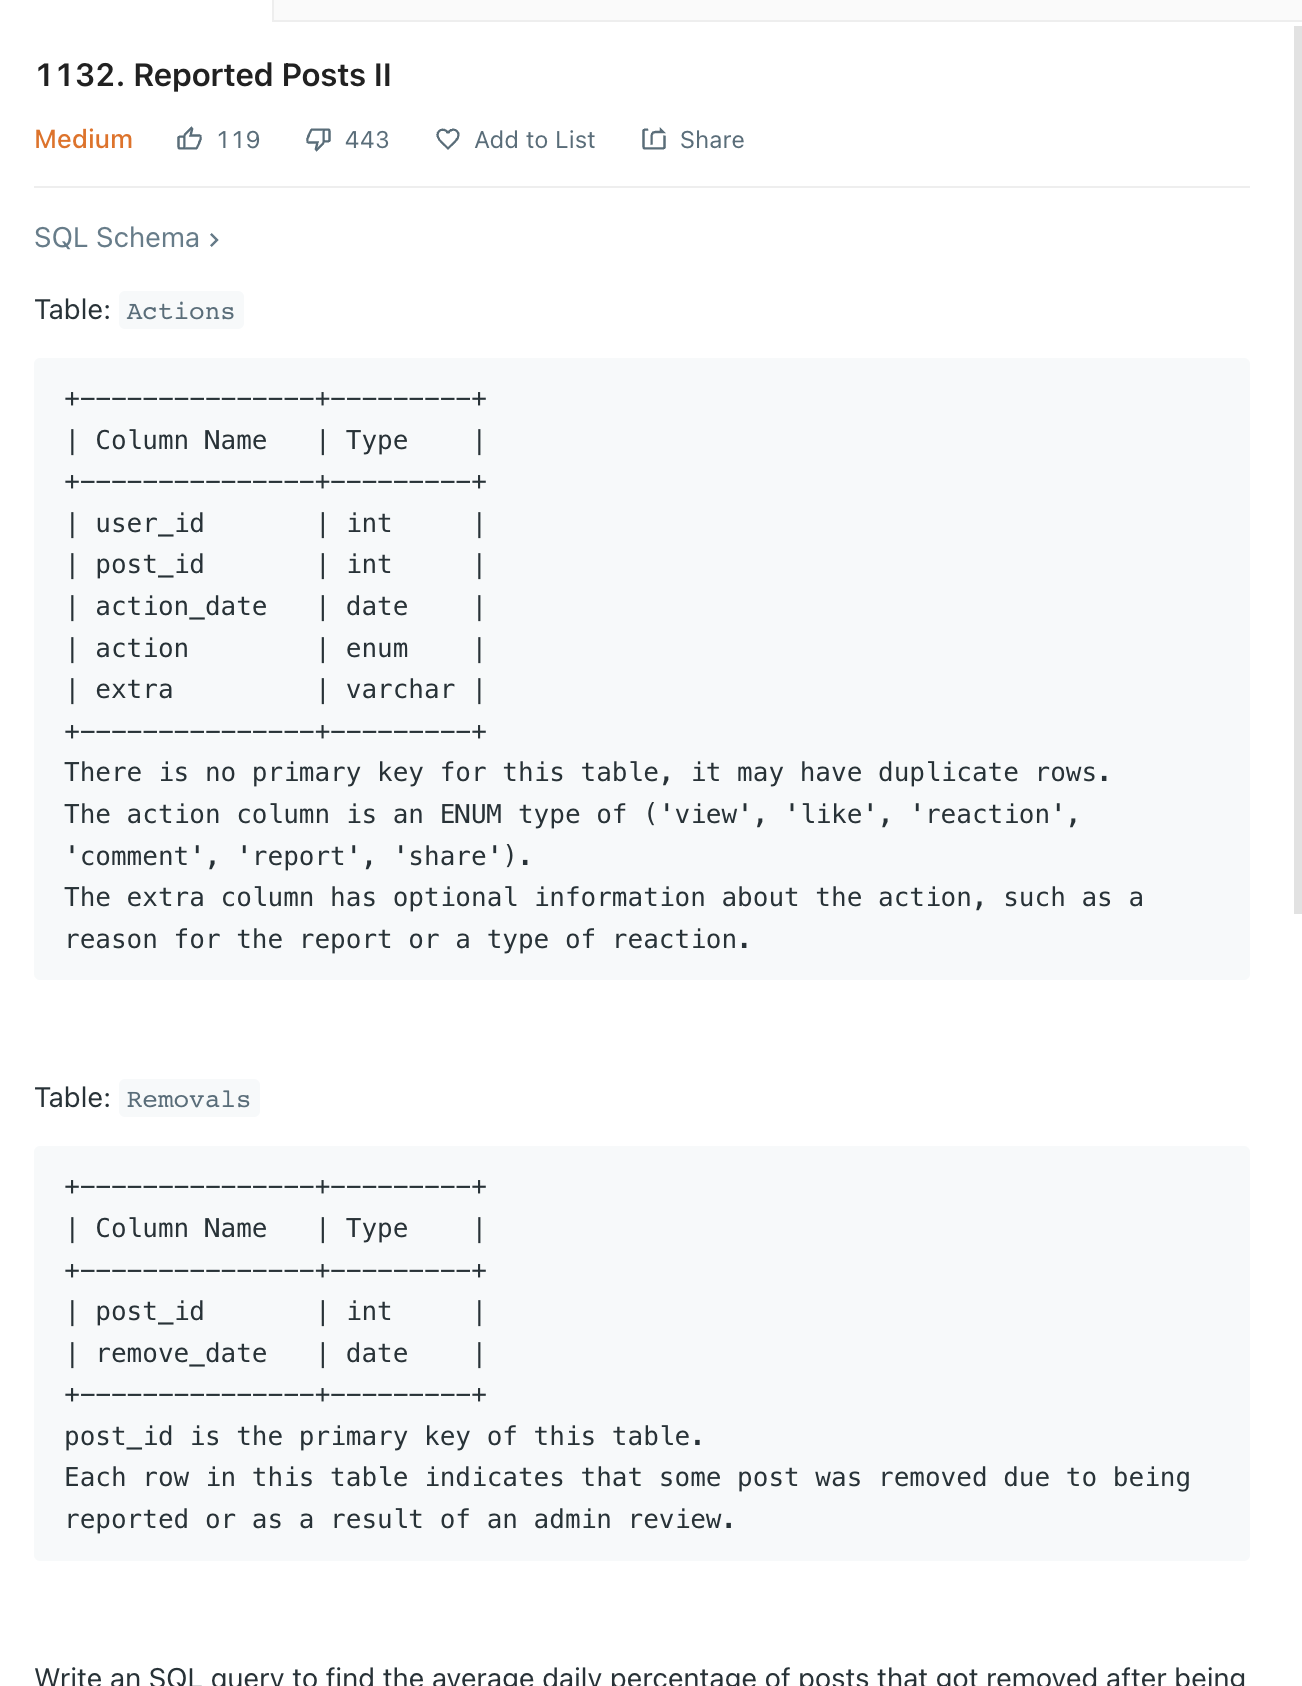 1132. Reported Posts II
Medium 119 443 Add to List Share
SQL Schema ›
Table: Actions
+---------------+---------+
| Column Name   | Type    |
+---------------+---------+
| user_id       | int     |
| post_id       | int     |
| action_date   | date    |
| action        | enum    |
| extra         | varchar |
+---------------+---------+
There is no primary key for this table, it may have duplicate rows.
The action column is an ENUM type of ('view', 'like', 'reaction',
'comment', 'report', 'share').
The extra column has optional information about the action, such as a
reason for the report or a type of reaction.
Table: Removals
+---------------+---------+
| Column Name   | Type    |
+---------------+---------+
| post_id       | int     |
| remove_date   | date    |
+---------------+---------+
post_id is the primary key of this table.
Each row in this table indicates that some post was removed due to being
reported or as a result of an admin review.
Write an SQL query to find the average daily percentage of posts that got removed after being